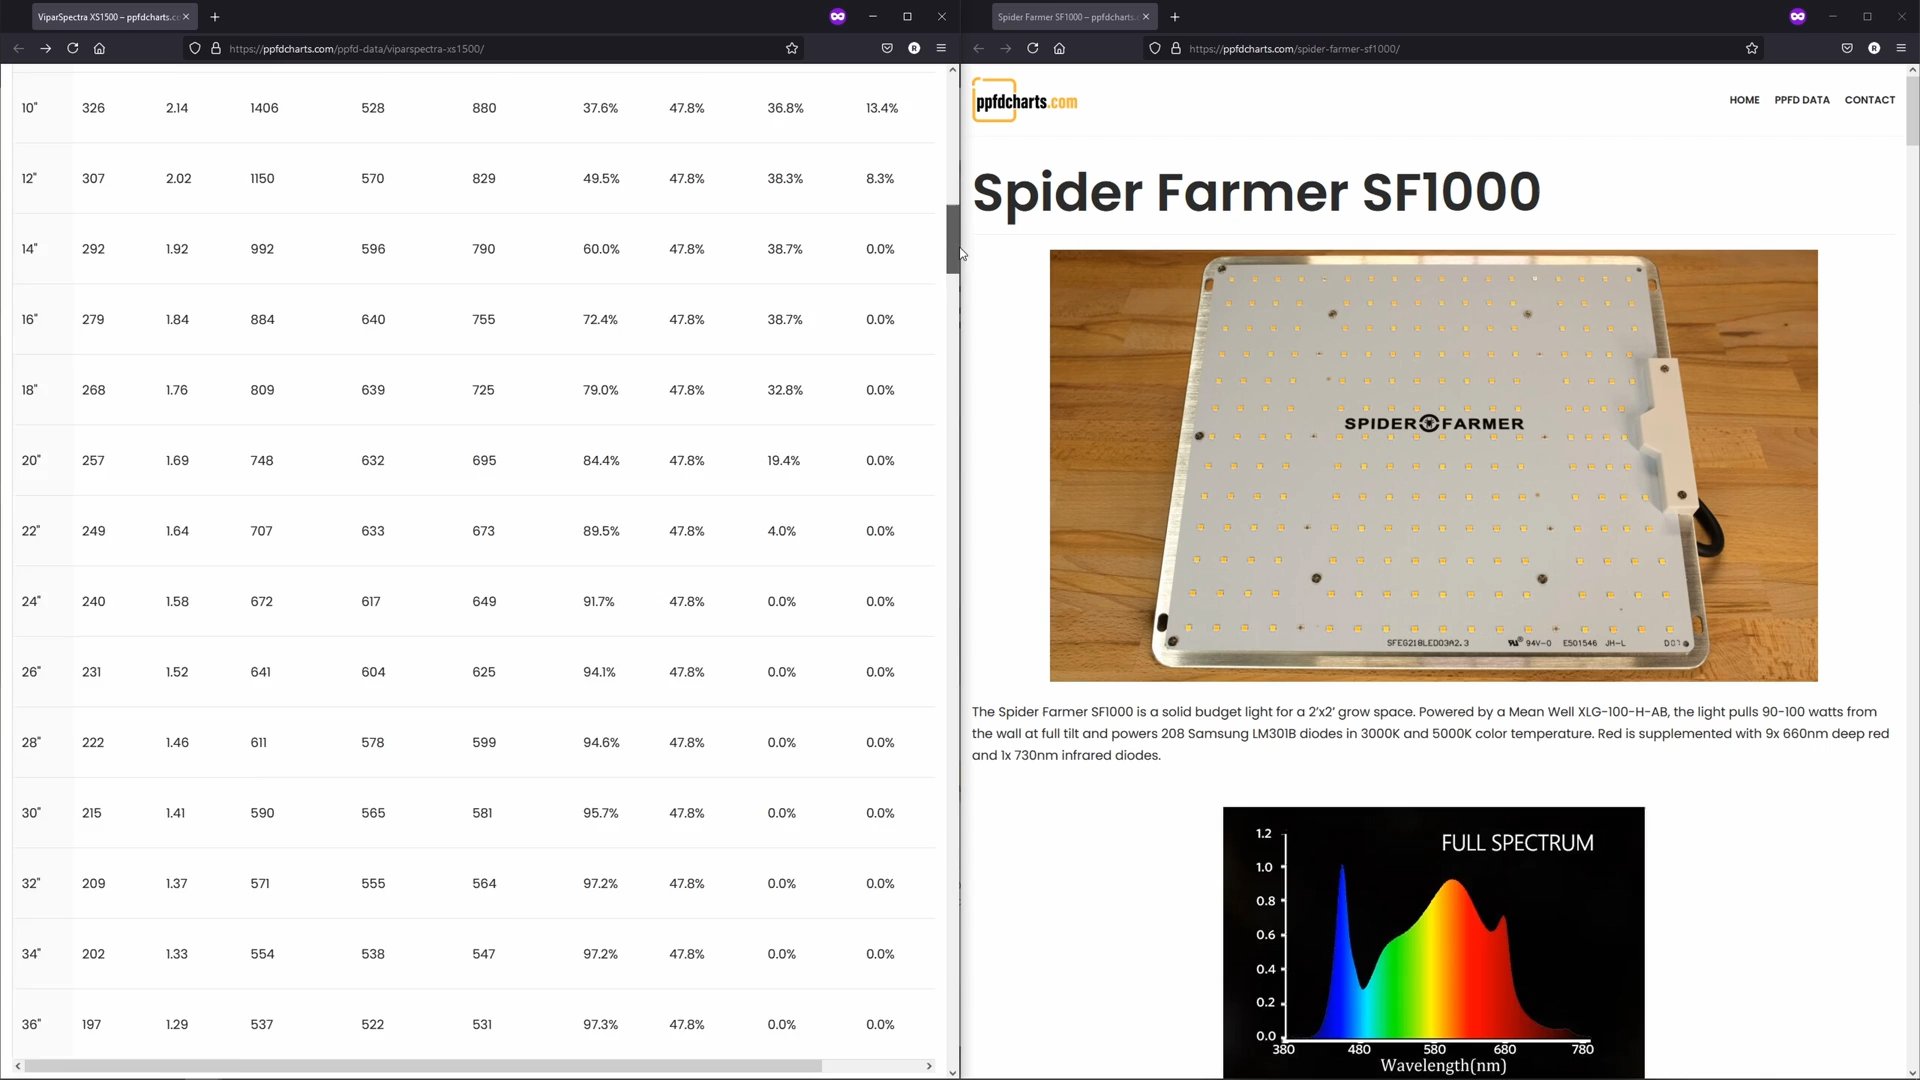 ViparSpectra XS1500 – ppfdcharts.co
https://ppfdcharts.com/ppfd-data/viparspectra-xs1500/
10" 326 2.14 1406 528 880 37.6% 47.8% 36.8% 13.4%
12" 307 2.02 1150 570 829 49.5% 47.8% 38.3% 8.3%
14" 292 1.92 992 596 790 60.0% 47.8% 38.7% 0.0%
16" 279 1.84 884 640 755 72.4% 47.8% 38.7% 0.0%
18" 268 1.76 809 639 725 79.0% 47.8% 32.8% 0.0%
20" 257 1.69 748 632 695 84.4% 47.8% 19.4% 0.0%
22" 249 1.64 707 633 673 89.5% 47.8% 4.0% 0.0%
24" 240 1.58 672 617 649 91.7% 47.8% 0.0% 0.0%
26" 231 1.52 641 604 625 94.1% 47.8% 0.0% 0.0%
28" 222 1.46 611 578 599 94.6% 47.8% 0.0% 0.0%
30" 215 1.41 590 565 581 95.7% 47.8% 0.0% 0.0%
32" 209 1.37 571 555 564 97.2% 47.8% 0.0% 0.0%
34" 202 1.33 554 538 547 97.2% 47.8% 0.0% 0.0%
36" 197 1.29 537 522 531 97.3% 47.8% 0.0% 0.0%
Spider Farmer SF1000 – ppfdcharts.
https://ppfdcharts.com/spider-farmer-sf1000/
ppfdcharts.com
HOME PPFD DATA CONTACT
Spider Farmer SF1000
SPIDER FARMER
SFEG218LED03A2.3 94V-0 E501546 JH-L
The Spider Farmer SF1000 is a solid budget light for a 2'x2' grow space. Powered by a Mean Well XLG-100-H-AB, the light pulls 90-100 watts from
the wall at full tilt and powers 208 Samsung LM301B diodes in 3000K and 5000K color temperature. Red is supplemented with 9x 660nm deep red
and 1x 730nm infrared diodes.
FULL SPECTRUM
1.2
1.0
0.8
0.6
0.4
0.2
0.0
380 480 580 680 780
Wavelength(nm)